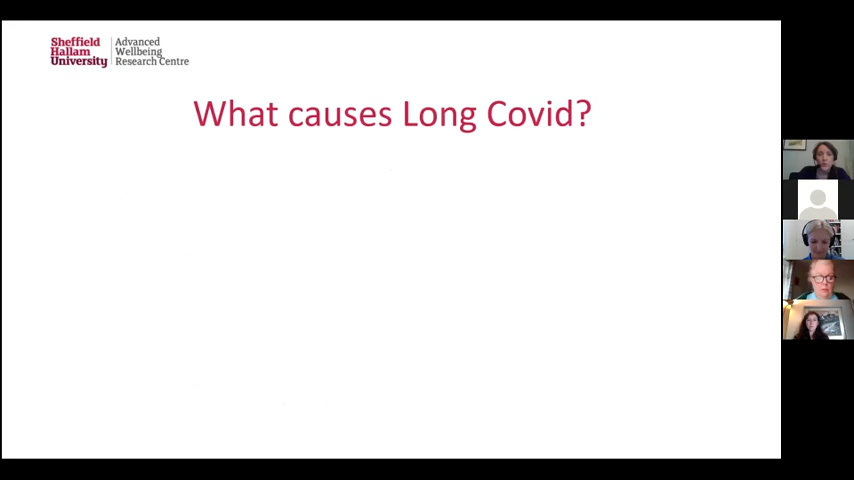 Sheffield
Hallam
University
Advanced
Wellbeing
Research Centre
What causes Long Covid?